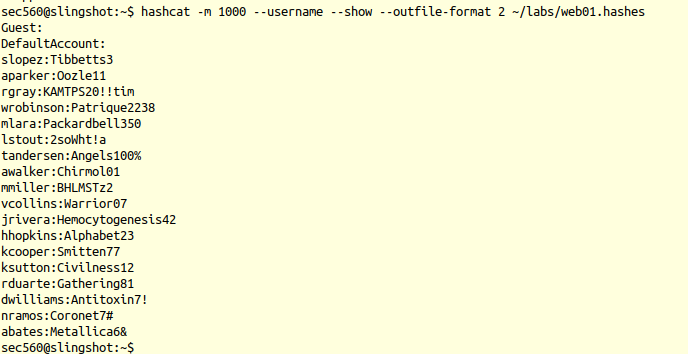 sec560@slingshot:~$ hashcat -m 1000 --username --show --outfile-format 2 ~/labs/web01.hashes
Guest:
DefaultAccount:
slopez:Tibbetts3
aparker:Oozle11
rgray:KAMTPS20!!tim
wrobinson:Patrique2238
mlara:Packardbell350
lstout:2soWht!a
tandersen:Angels100%
awalker:Chirmol01
mmiller:BHLMSTz2
vcollins:Warrior07
jrivera:Hemocytogenesis42
hhopkins:Alphabet23
kcooper:Smitten77
ksutton:Civilness12
rduarte:Gathering81
dwilliams:Antitoxin7!
nramos:Coronet7#
abates:Metallica6&
sec560@slingshot:~$